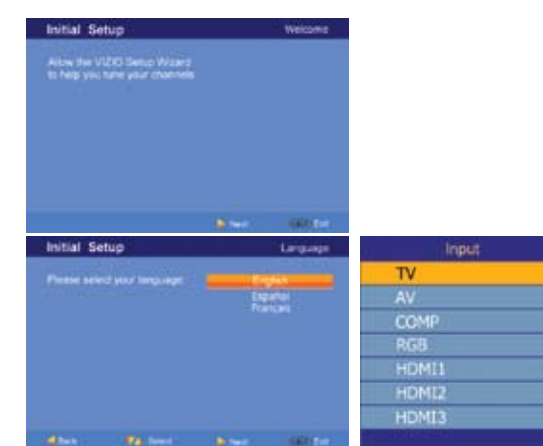 Initial Setup
Welcome
Allow the VIZIO Setup Wizard
to help you tune your channels
Next
Exit
Initial Setup
Language
Please select your language:
English
Español
Français
Back
Select
Next
Exit
Input
TV
AV
COMP
RGB
HDMI1
HDMI2
HDMI3